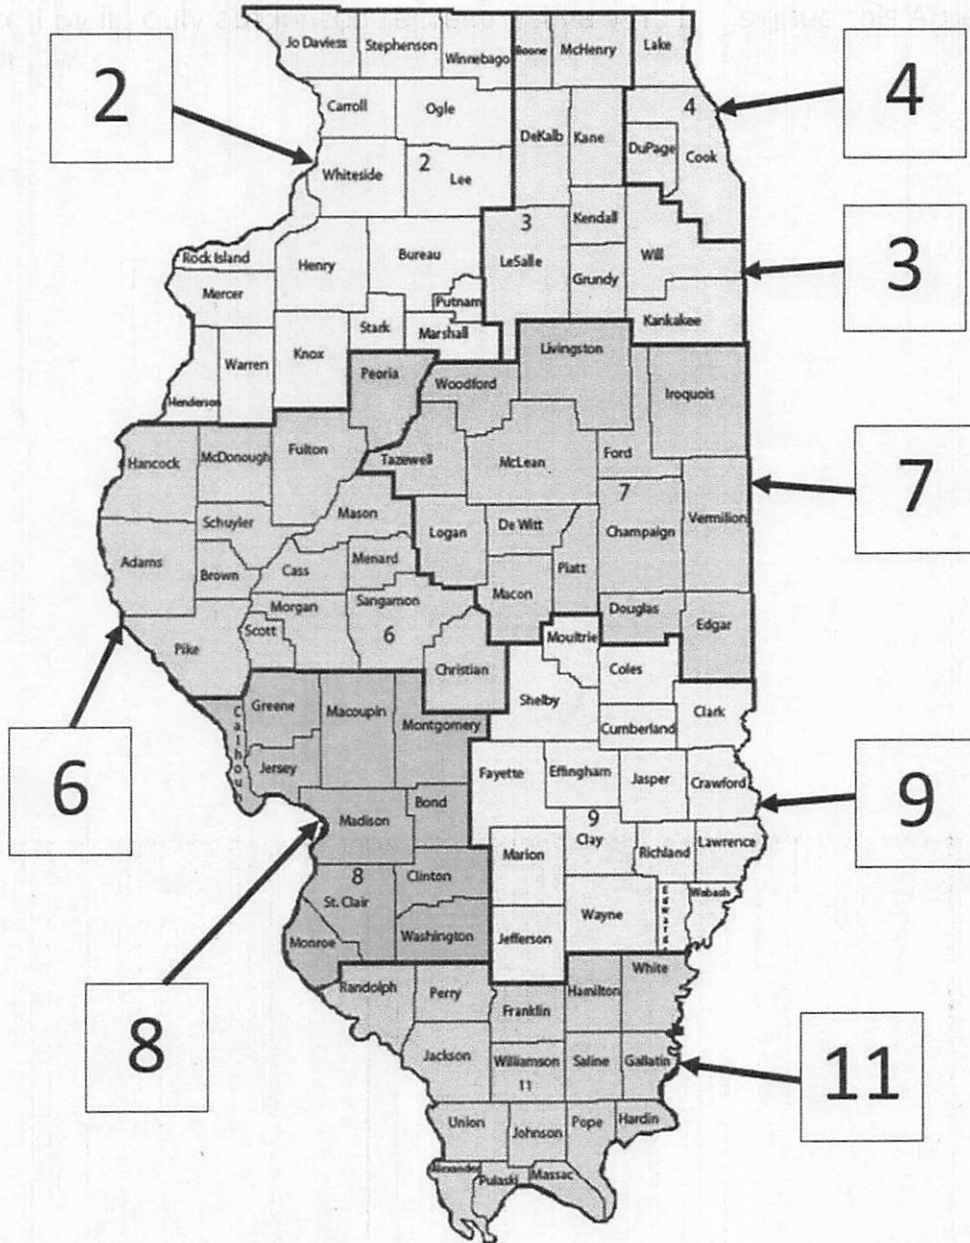 Jo Daviess Stephenson Winnebago Boone McHenry Lake
2
4
Carroll Ogle 4
DeKalb Kane DuPage Cook
Whiteside 2 Lee
3 Kendall
Rock Island Henry Bureau LeSalle Will
3
Mercer Putnam Grundy
Stark Marshall Kankakee
Warren Knox Livingston
Peoria Woodford Iroquois
Henderson
Hancock McDonough Fulton Tazewell McLean Ford
7
7
Schuyler Mason Logan De Witt Champaign Vermilion
Adams Brown Cass Menard Piatt
Morgan Sangamon Macon Douglas Edgar
Pike Scott 6 Moultrie
Christian Coles
6
Greene Macoupin Montgomery Shelby Cumberland Clark
Calhoun
Jersey Fayette Effingham Jasper Crawford
9
Madison Bond 9
Marion Clay Richland Lawrence
8 Clinton
St. Clair Wayne Wabash
Monroe Washington Jefferson
8
Randolph Perry Franklin Hamilton White
Jackson Williamson Saline Gallatin
11
11
Union Johnson Pope Hardin
Alexander Pulaski Massac